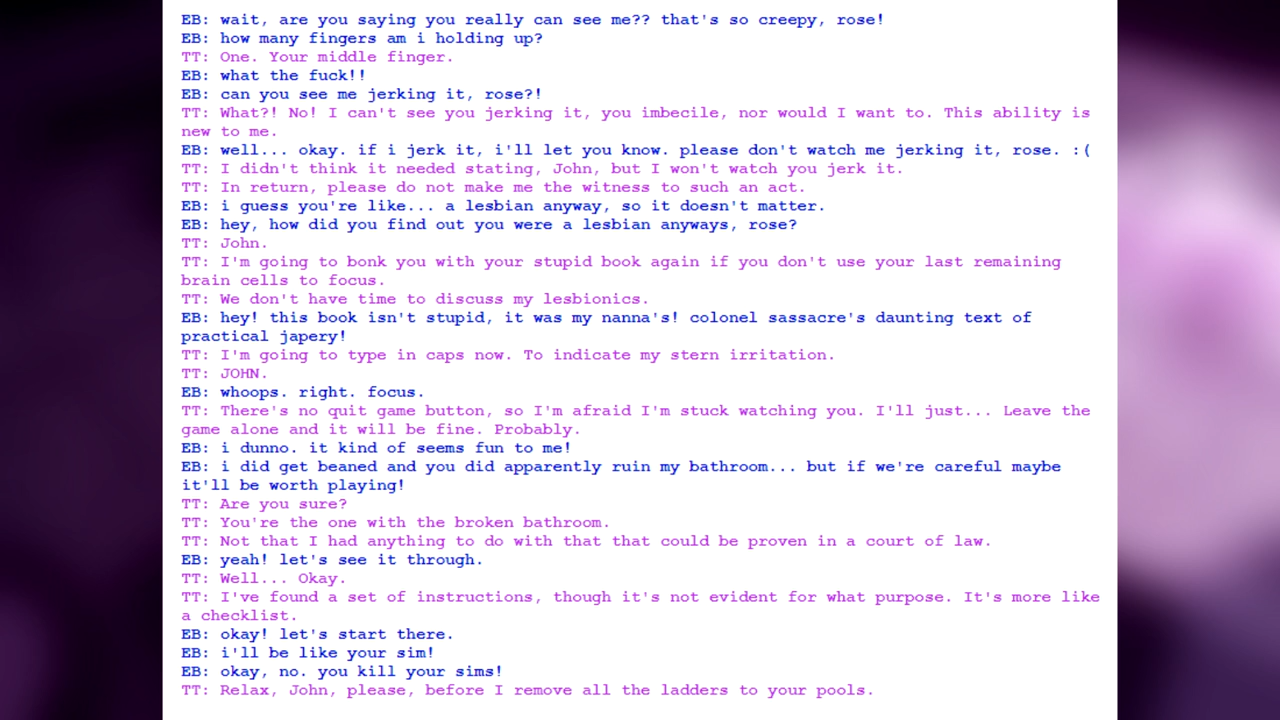 EB: wait, are you saying you really can see me?? that's so creepy, rose!
EB: how many fingers am i holding up?
TT: One. Your middle finger.
EB: what the fuck!!
EB: can you see me jerking it, rose?!
TT: What?! No! I can't see you jerking it, you imbecile, nor would I want to. This ability is
new to me.
EB: well... okay. if i jerk it, i'll let you know. please don't watch me jerking it, rose. :(
TT: I didn't think it needed stating, John, but I won't watch you jerk it.
TT: In return, please do not make me the witness to such an act.
EB: i guess you're like... a lesbian anyway, so it doesn't matter.
EB: hey, how did you find out you were a lesbian anyways, rose?
TT: John.
TT: I'm going to bonk you with your stupid book again if you don't use your last remaining
brain cells to focus.
TT: We don't have time to discuss my lesbionics.
EB: hey! this book isn't stupid, it was my nanna's! colonel sassacre's daunting text of
practical japery!
TT: I'm going to type in caps now. To indicate my stern irritation.
TT: JOHN.
EB: whoops. right. focus.
TT: There's no quit game button, so I'm afraid I'm stuck watching you. I'll just... Leave the
game alone and it will be fine. Probably.
EB: i dunno. it kind of seems fun to me!
EB: i did get beaned and you did apparently ruin my bathroom... but if we're careful maybe
it'll be worth playing!
TT: Are you sure?
TT: You're the one with the broken bathroom.
TT: Not that I had anything to do with that that could be proven in a court of law.
EB: yeah! let's see it through.
TT: Well... Okay.
TT: I've found a set of instructions, though it's not evident for what purpose. It's more like
a checklist.
EB: okay! let's start there.
EB: i'll be like your sim!
EB: okay, no. you kill your sims!
TT: Relax, John, please, before I remove all the ladders to your pools.